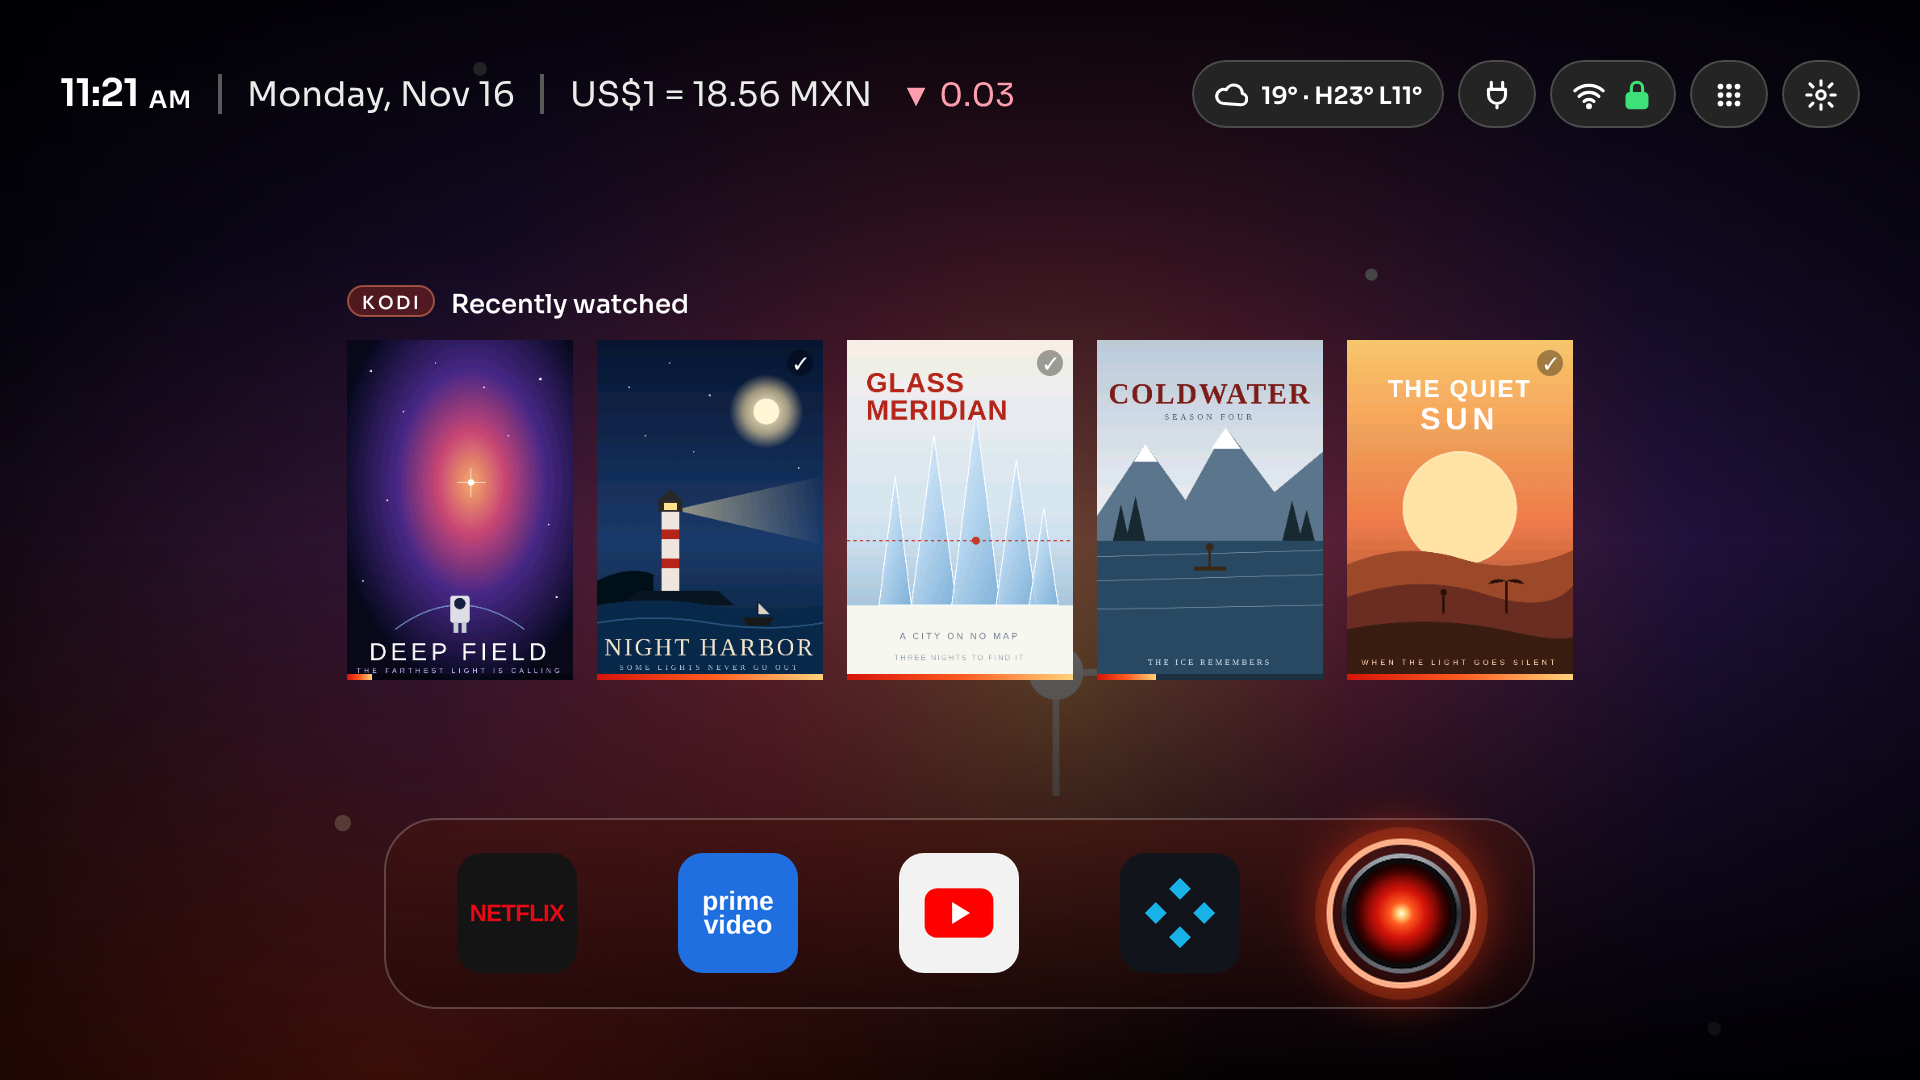 11:21 AM | Monday, Nov 16 | US$1 = 18.56 MXN ▼ 0.03
19° · H23° L11°
KODI Recently watched
DEEP FIELD
THE FARTHEST LIGHT IS CALLING
NIGHT HARBOR
SOME LIGHTS NEVER GO OUT
GLASS
MERIDIAN
A CITY ON NO MAP
THREE NIGHTS TO FIND IT
COLDWATER
SEASON FOUR
THE ICE REMEMBERS
THE QUIET
SUN
WHEN THE LIGHT GOES SILENT
NETFLIX
prime
video